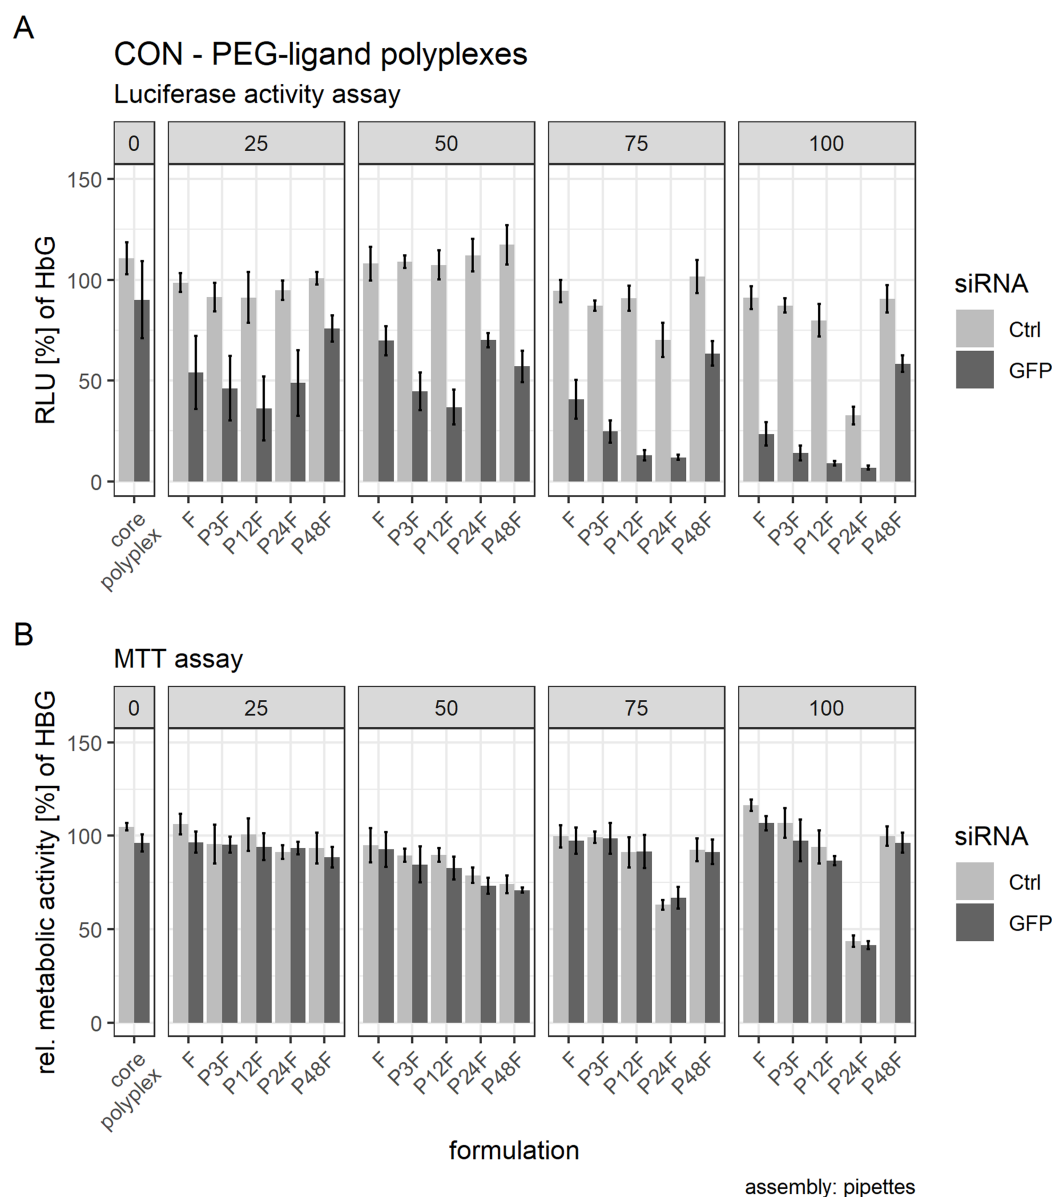 A
CON - PEG-ligand polyplexes
Luciferase activity assay
0 25 50 75 100
RLU [%] of HbG
150
100
50
0
core polyplex
F P3F P12F P24F P48F
F P3F P12F P24F P48F
F P3F P12F P24F P48F
F P3F P12F P24F P48F
siRNA
Ctrl
GFP
B
MTT assay
0 25 50 75 100
rel. metabolic activity [%] of HBG
150
100
50
0
core polyplex
F P3F P12F P24F P48F
F P3F P12F P24F P48F
F P3F P12F P24F P48F
F P3F P12F P24F P48F
siRNA
Ctrl
GFP
formulation
assembly: pipettes